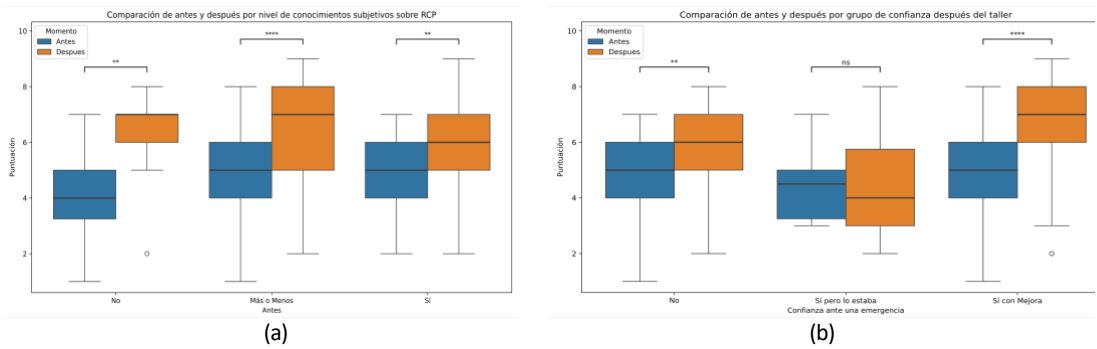 Comparación de antes y después por nivel de conocimientos subjetivos sobre RCP
Momento
Antes
Despues
**
****
**
10
8
6
4
2
Puntuación
No
Más o Menos
Sí
Antes
(a)
Comparación de antes y después por grupo de confianza después del taller
Momento
Antes
Despues
**
ns
****
10
8
6
4
2
Puntuación
No
Sí pero lo estaba
Sí con Mejora
Confianza ante una emergencia
(b)